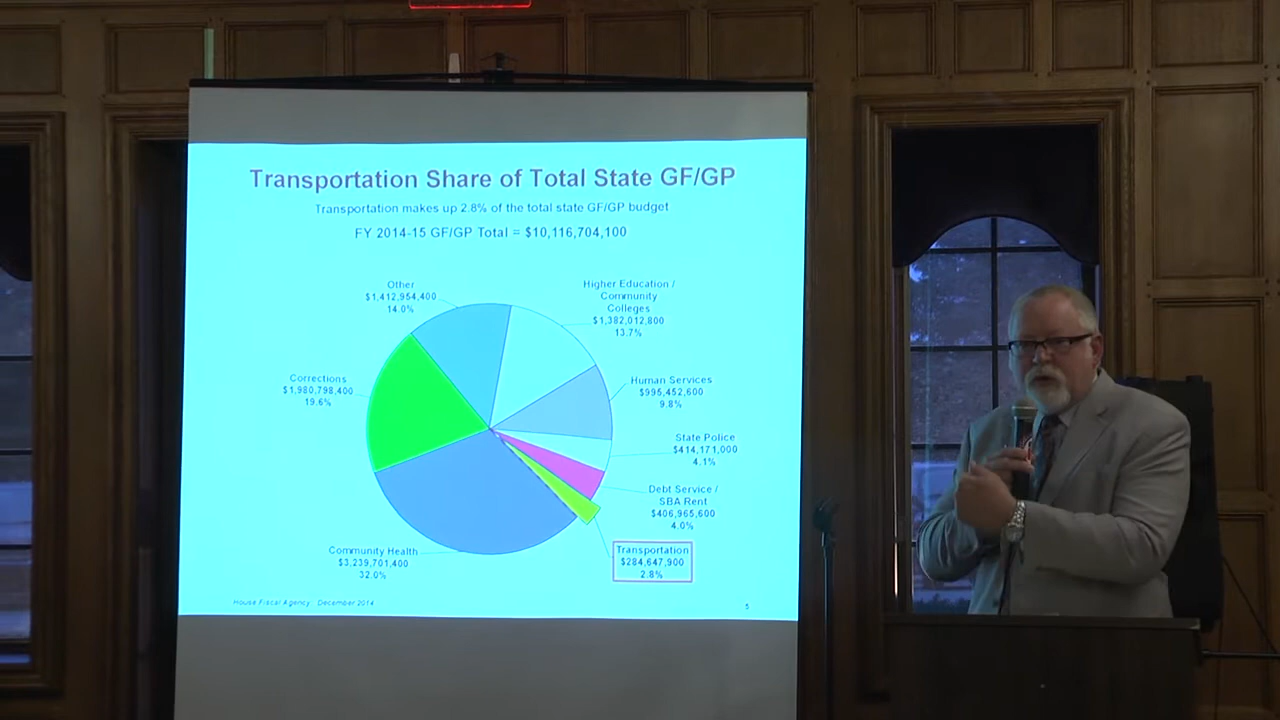 Transportation Share of Total State GF/GP
Transportation makes up 2.8% of the total state GF/GP budget
FY 2014-15 GF/GP Total = $10,116,704,100
Other
$1,412,954,400
14.0%
Higher Education /
Community
Colleges
$1,382,012,800
13.7%
Corrections
$1,980,798,400
19.6%
Human Services
$995,452,600
9.8%
State Police
$414,171,000
4.1%
Debt Service /
SBA Rent
$406,965,600
4.0%
Community Health
$3,239,701,400
32.0%
Transportation
$284,647,900
2.8%
House Fiscal Agency: December 2014
5